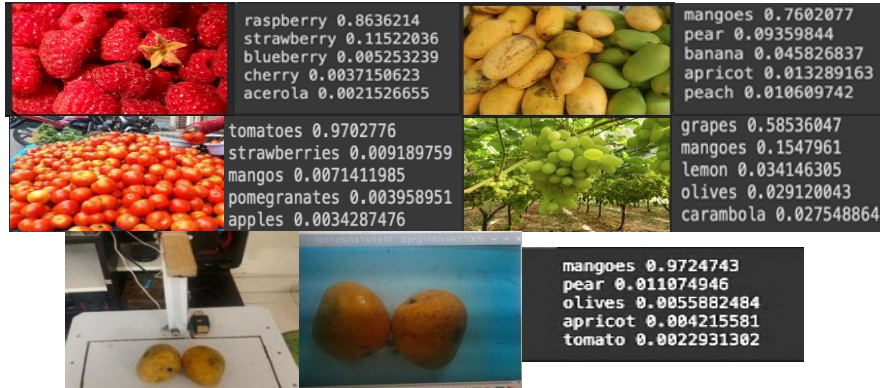 raspberry 0.8636214
strawberry 0.11522036
blueberry 0.005253239
cherry 0.0037150623
acerola 0.0021526655
mangoes 0.7602077
pear 0.09359844
banana 0.045826837
apricot 0.013289163
peach 0.010609742
tomatoes 0.9702776
strawberries 0.009189759
mangos 0.0071411985
pomegranates 0.003958951
apples 0.0034287476
grapes 0.58536047
mangoes 0.1547961
lemon 0.034146305
olives 0.029120043
carambola 0.027548864
mangoes 0.9724743
pear 0.011074946
olives 0.0055882484
apricot 0.004215581
tomato 0.0022931302